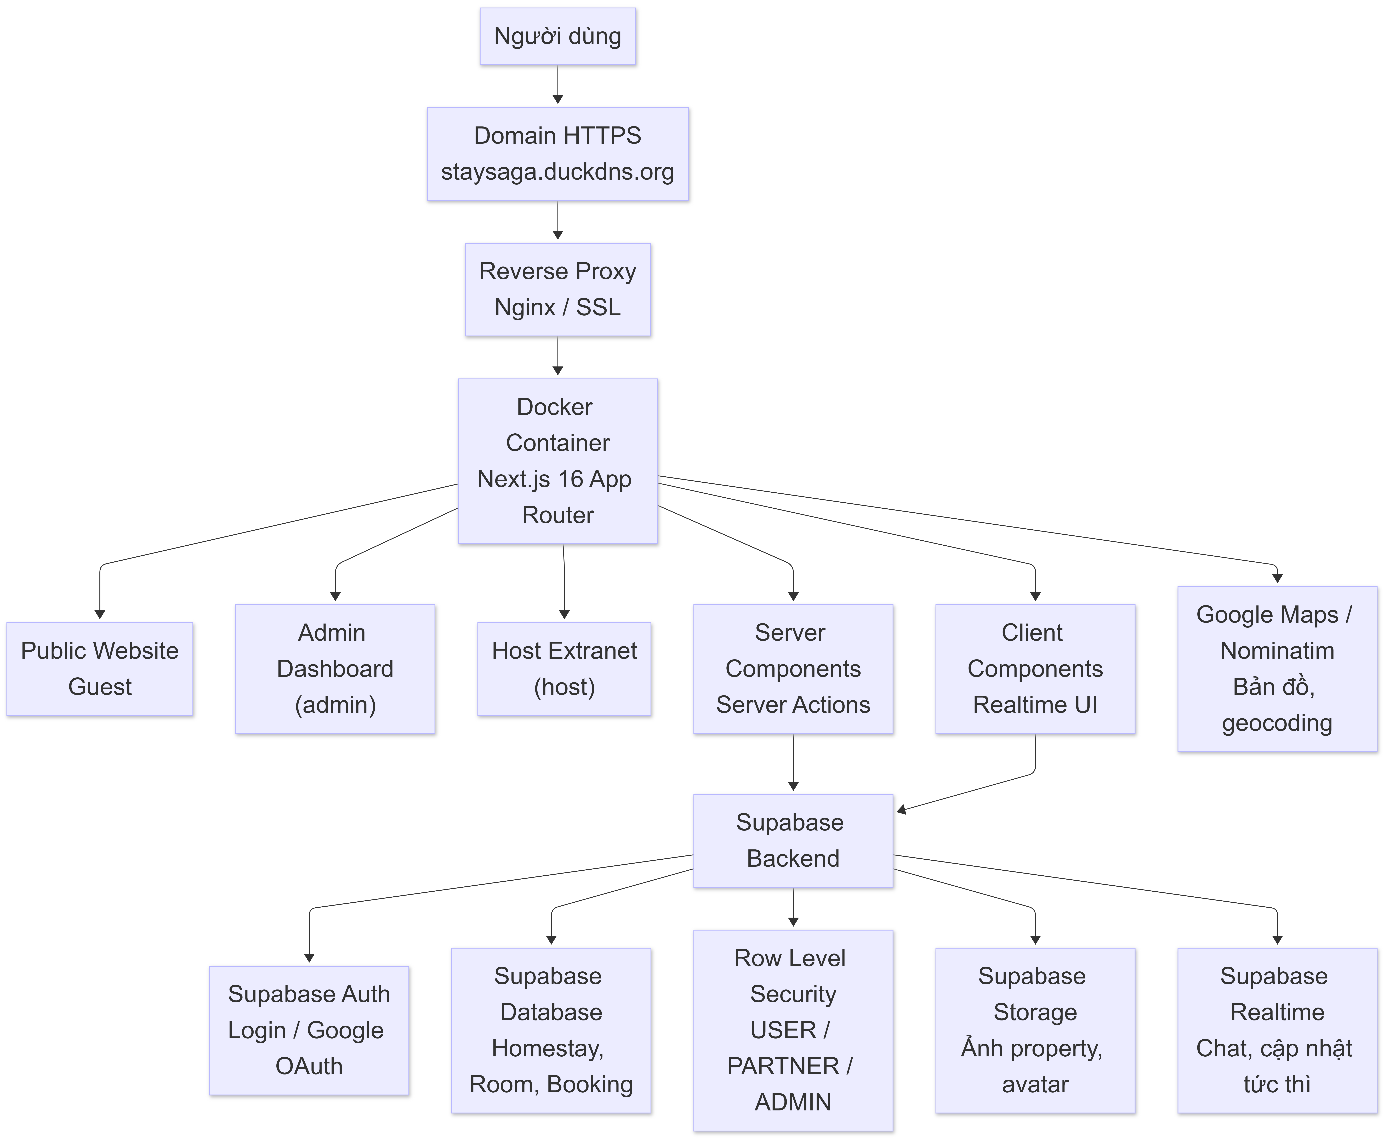 Người dùng
Domain HTTPS
staysaga.duckdns.org
Reverse Proxy
Nginx / SSL
Docker
Container
Next.js 16 App
Router
Public Website
Guest
Admin
Dashboard
(admin)
Host Extranet
(host)
Server
Components
Server Actions
Client
Components
Realtime UI
Google Maps /
Nominatim
Bản đồ,
geocoding
Supabase
Backend
Supabase Auth
Login / Google
OAuth
Supabase
Database
Homestay,
Room, Booking
Row Level
Security
USER /
PARTNER /
ADMIN
Supabase
Storage
Ảnh property,
avatar
Supabase
Realtime
Chat, cập nhật
tức thì